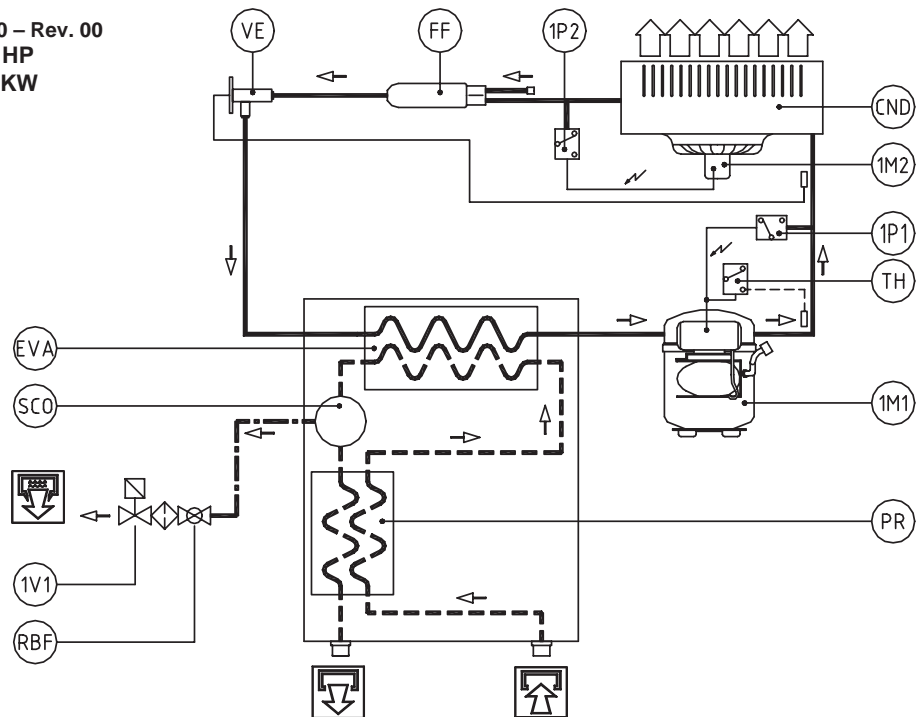 0 – Rev. 00
HP
KW
VE
FF
1P2
CND
1M2
1P1
TH
EVA
SCO
1M1
PR
1V1
RBF